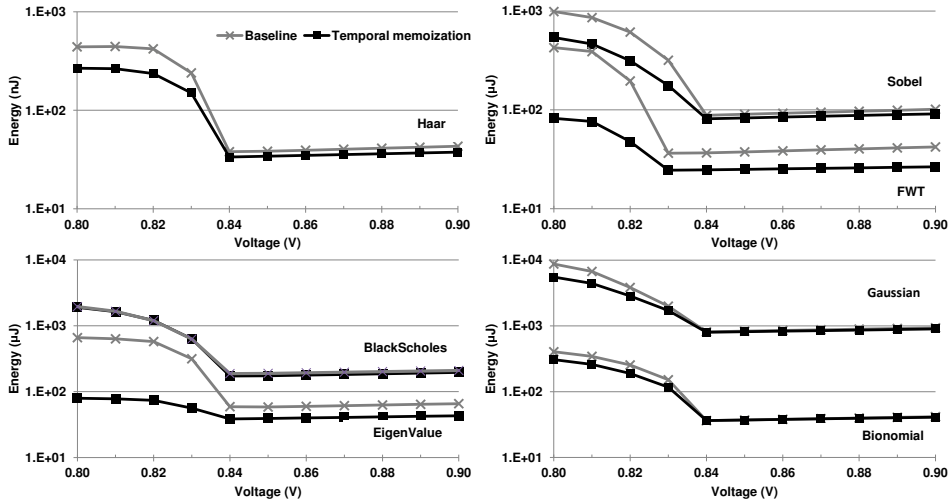 1.E+03
1.E+02
1.E+01
Energy (nJ)
Baseline
Temporal memoization
Haar
0.80 0.82 0.84 0.86 0.88 0.90
Voltage (V)
1.E+03
1.E+02
1.E+01
Energy (µJ)
Sobel
FWT
0.80 0.82 0.84 0.86 0.88 0.90
Voltage (V)
1.E+04
1.E+03
1.E+02
1.E+01
Energy (µJ)
BlackScholes
EigenValue
0.80 0.82 0.84 0.86 0.88 0.90
Voltage (V)
1.E+04
1.E+03
1.E+02
1.E+01
Energy (µJ)
Gaussian
Bionomial
0.80 0.82 0.84 0.86 0.88 0.90
Voltage (V)